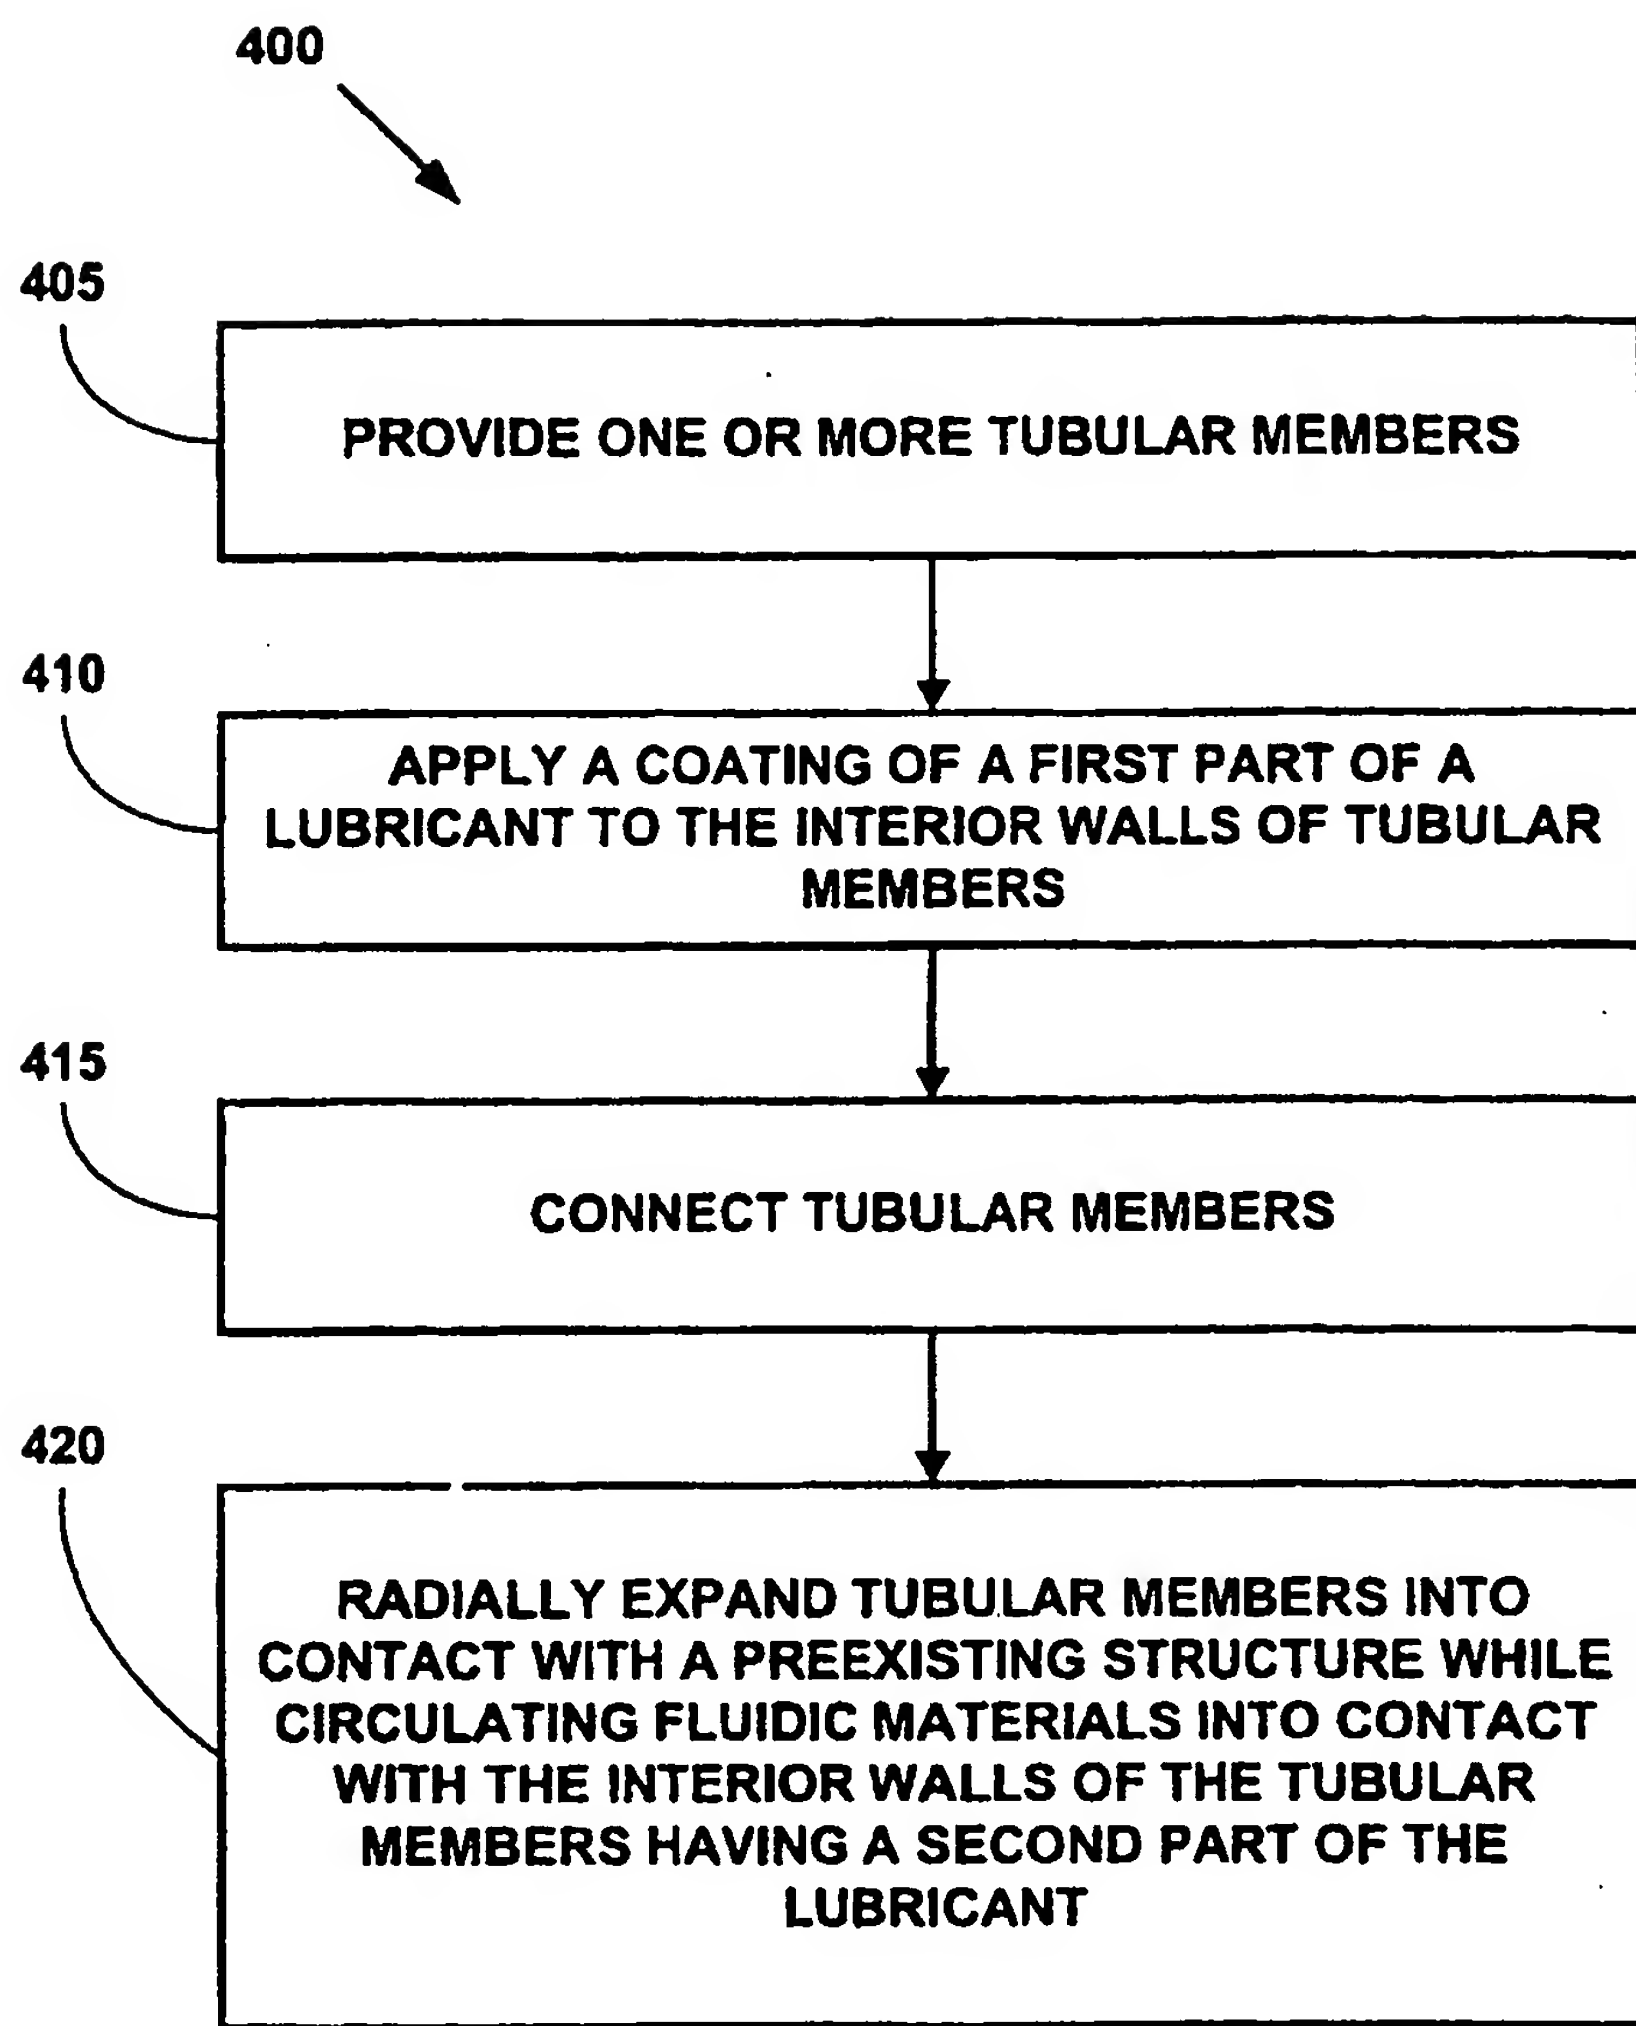 400
405
PROVIDE ONE OR MORE TUBULAR MEMBERS
410
APPLY A COATING OF A FIRST PART OF A
LUBRICANT TO THE INTERIOR WALLS OF TUBULAR
MEMBERS
415
CONNECT TUBULAR MEMBERS
420
RADIALLY EXPAND TUBULAR MEMBERS INTO
CONTACT WITH A PREEXISTING STRUCTURE WHILE
CIRCULATING FLUIDIC MATERIALS INTO CONTACT
WITH THE INTERIOR WALLS OF THE TUBULAR
MEMBERS HAVING A SECOND PART OF THE
LUBRICANT